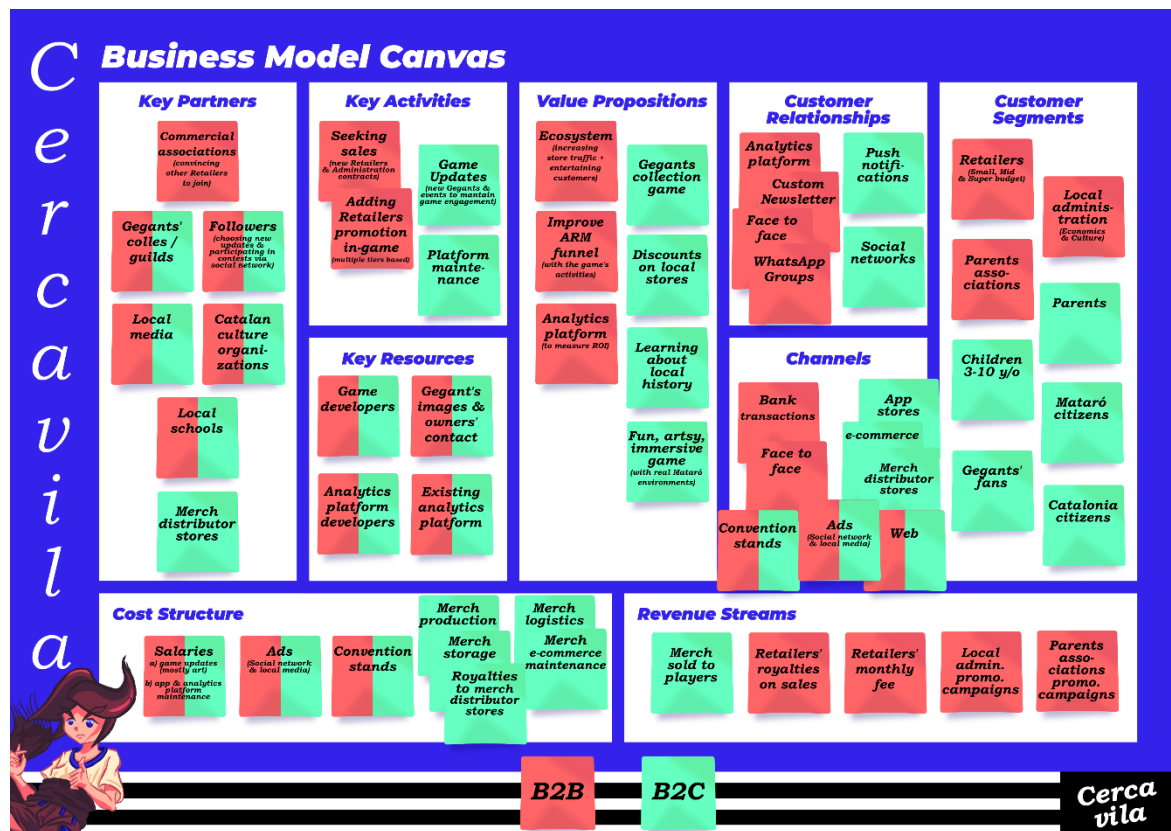 Cercavila
Business Model Canvas
Key Partners
Commercial
associations
(convincing
other Retailers
to join)
Gegants'
colles /
guilds
Followers
(choosing new
updates &
participating in
contests via
social network)
Local
media
Catalan
culture
organi-
zations
Local
schools
Merch
distributor
stores
Key Activities
Seeking
sales
(new Retailers
& Administration
contracts)
Adding
Retailers
promotion
in-game
(multiple tiers based)
Game
Updates
(new Gegants &
events to mantain
game engagement)
Platform
mainte-
nance
Key Resources
Game
developers
Gegant's
images &
owners'
contact
Analytics
platform
developers
Existing
analytics
platform
Value Propositions
Ecosystem
(increasing
store traffic +
entertaining
customers)
Improve
ARM
funnel
(with the game's
activities)
Analytics
platform
(to measure ROI)
Gegants
collection
game
Discounts
on local
stores
Learning
about
local
history
Fun, artsy,
immersive
game
(with real Mataró
environments)
Customer
Relationships
Analytics
platform
Custom
Newsletter
Face to
face
WhatsApp
Groups
Push
notifi-
cations
Social
networks
Channels
Bank
transactions
Face to
face
Convention
stands
Ads
(Social network
& local media)
Web
App
stores
e-commerce
Merch
distributor
stores
Customer
Segments
Retailers
(Small, Mid
& Super budget)
Local
adminis-
tration
(Economics
& Culture)
Parents
asso-
ciations
Parents
Children
3-10 y/o
Mataró
citizens
Gegants'
fans
Catalonia
citizens
Cost Structure
Salaries
a) game updates
(mostly art)
b) app & analytics
platform
maintenance
Ads
(Social network
& local media)
Convention
stands
Merch
production
Merch
storage
Royalties
to merch
distributor
stores
Merch
logistics
Merch
e-commerce
maintenance
Revenue Streams
Merch
sold to
players
Retailers'
royalties
on sales
Retailers'
monthly
fee
Local
admin.
promo.
campaigns
Parents
asso-
ciations
promo.
campaigns
B2B
B2C
Cerca
vila